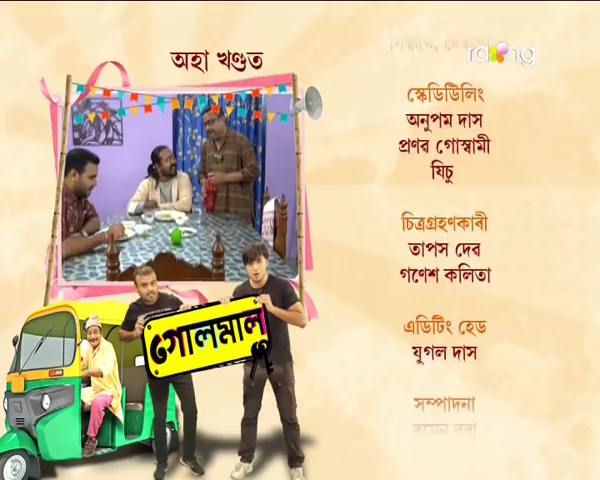 অহা খণ্ডত
rang
স্কেডিউলিং
অনুপম দাস
প্ৰণৱ গোস্বামী
যিচু
চিত্ৰগ্ৰহণকাৰী
তাপস দেৱ
গণেশ কলিতা
এডিটিং হেড
যুগল দাস
সম্পাদনা
গোলমাল